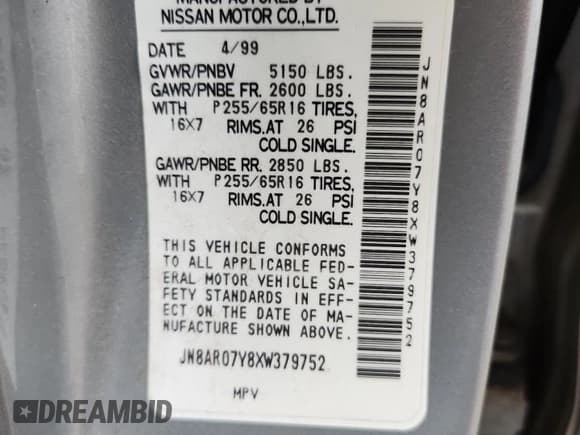 MANUFACTURED BY
NISSAN MOTOR CO.,LTD.
DATE 4/99
GVWR/PNBV 5150 LBS.
GAWR/PNBE FR. 2600 LBS.
WITH P255/65R16 TIRES,
16X7 RIMS,AT 26 PSI
COLD SINGLE.
GAWR/PNBE RR. 2850 LBS.
WITH P255/65R16 TIRES,
16X7 RIMS,AT 26 PSI
COLD SINGLE.
THIS VEHICLE CONFORMS
TO ALL APPLICABLE FED-
ERAL MOTOR VEHICLE SA-
FETY STANDARDS IN EFF-
ECT ON THE DATE OF MA-
NUFACTURE SHOWN ABOVE.
JN8AR07Y8XW379752
MPV
JN8AR07Y8XW379752
DREAMBID